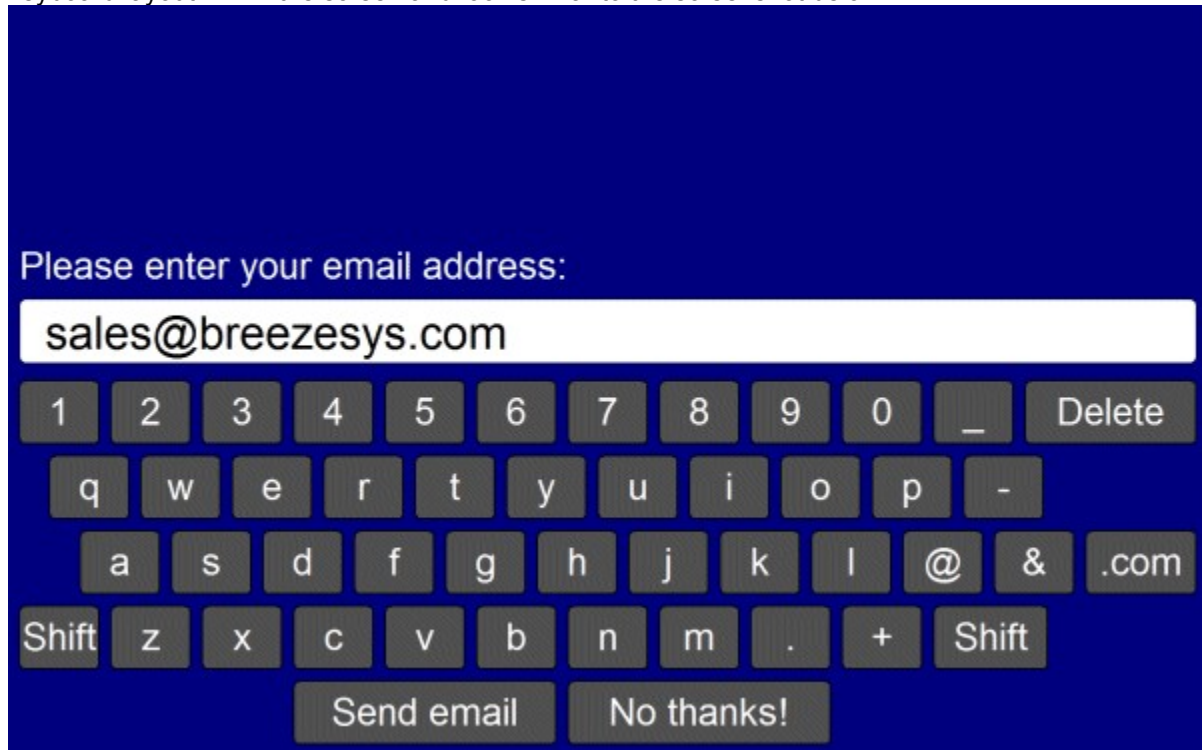 Please enter your email address:
sales@breezesys.com
1 2 3 4 5 6 7 8 9 0 _ Delete
q w e r t y u i o p -
a s d f g h j k l @ & .com
Shift z x c v b n m . + Shift
Send email No thanks!